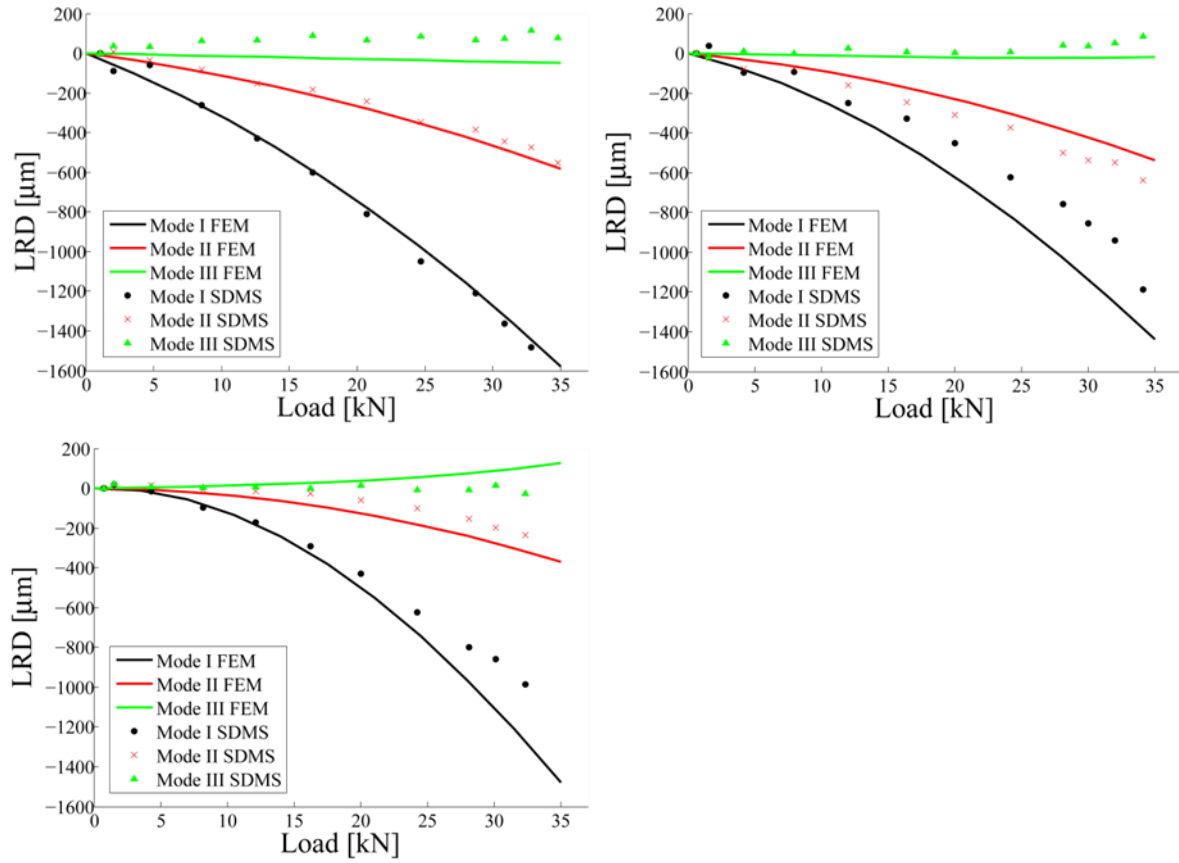 200
0
−200
−400
−600
−800
−1000
−1200
−1400
−1600
LRD [µm]
Mode I FEM
Mode II FEM
Mode III FEM
Mode I SDMS
Mode II SDMS
Mode III SDMS
0 5 10 15 20 25 30 35
Load [kN]
200
0
−200
−400
−600
−800
−1000
−1200
−1400
−1600
LRD [µm]
Mode I FEM
Mode II FEM
Mode III FEM
Mode I SDMS
Mode II SDMS
Mode III SDMS
0 5 10 15 20 25 30 35
Load [kN]
200
0
−200
−400
−600
−800
−1000
−1200
−1400
−1600
LRD [µm]
Mode I FEM
Mode II FEM
Mode III FEM
Mode I SDMS
Mode II SDMS
Mode III SDMS
0 5 10 15 20 25 30 35
Load [kN]